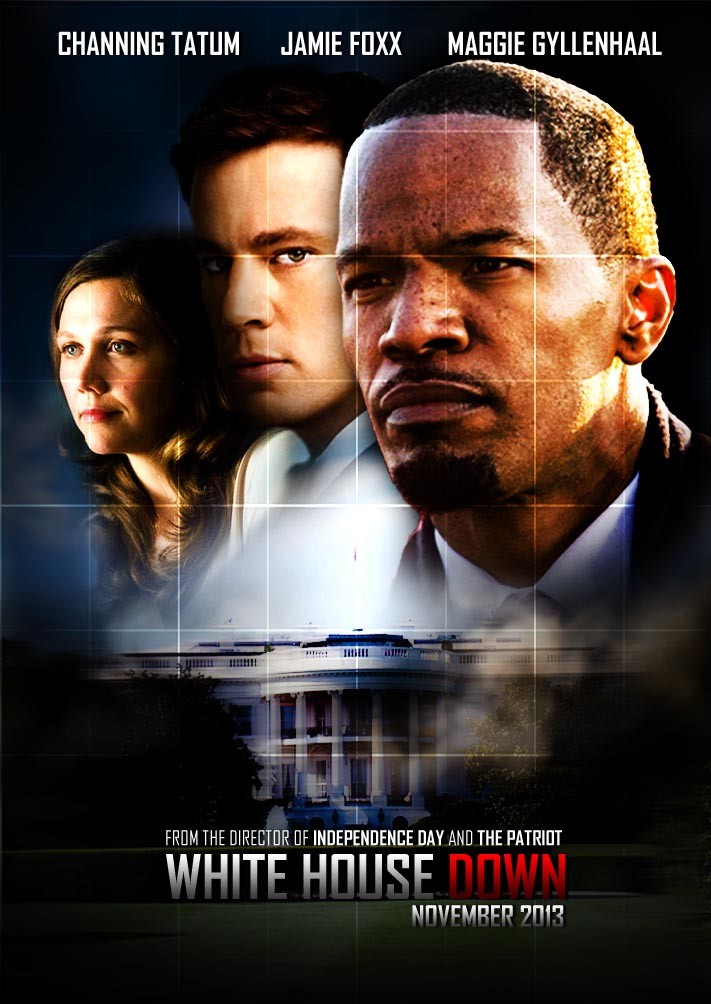 CHANNING TATUM JAMIE FOXX MAGGIE GYLLENHAAL
FROM THE DIRECTOR OF INDEPENDENCE DAY AND THE PATRIOT
WHITE HOUSE DOWN
NOVEMBER 2013